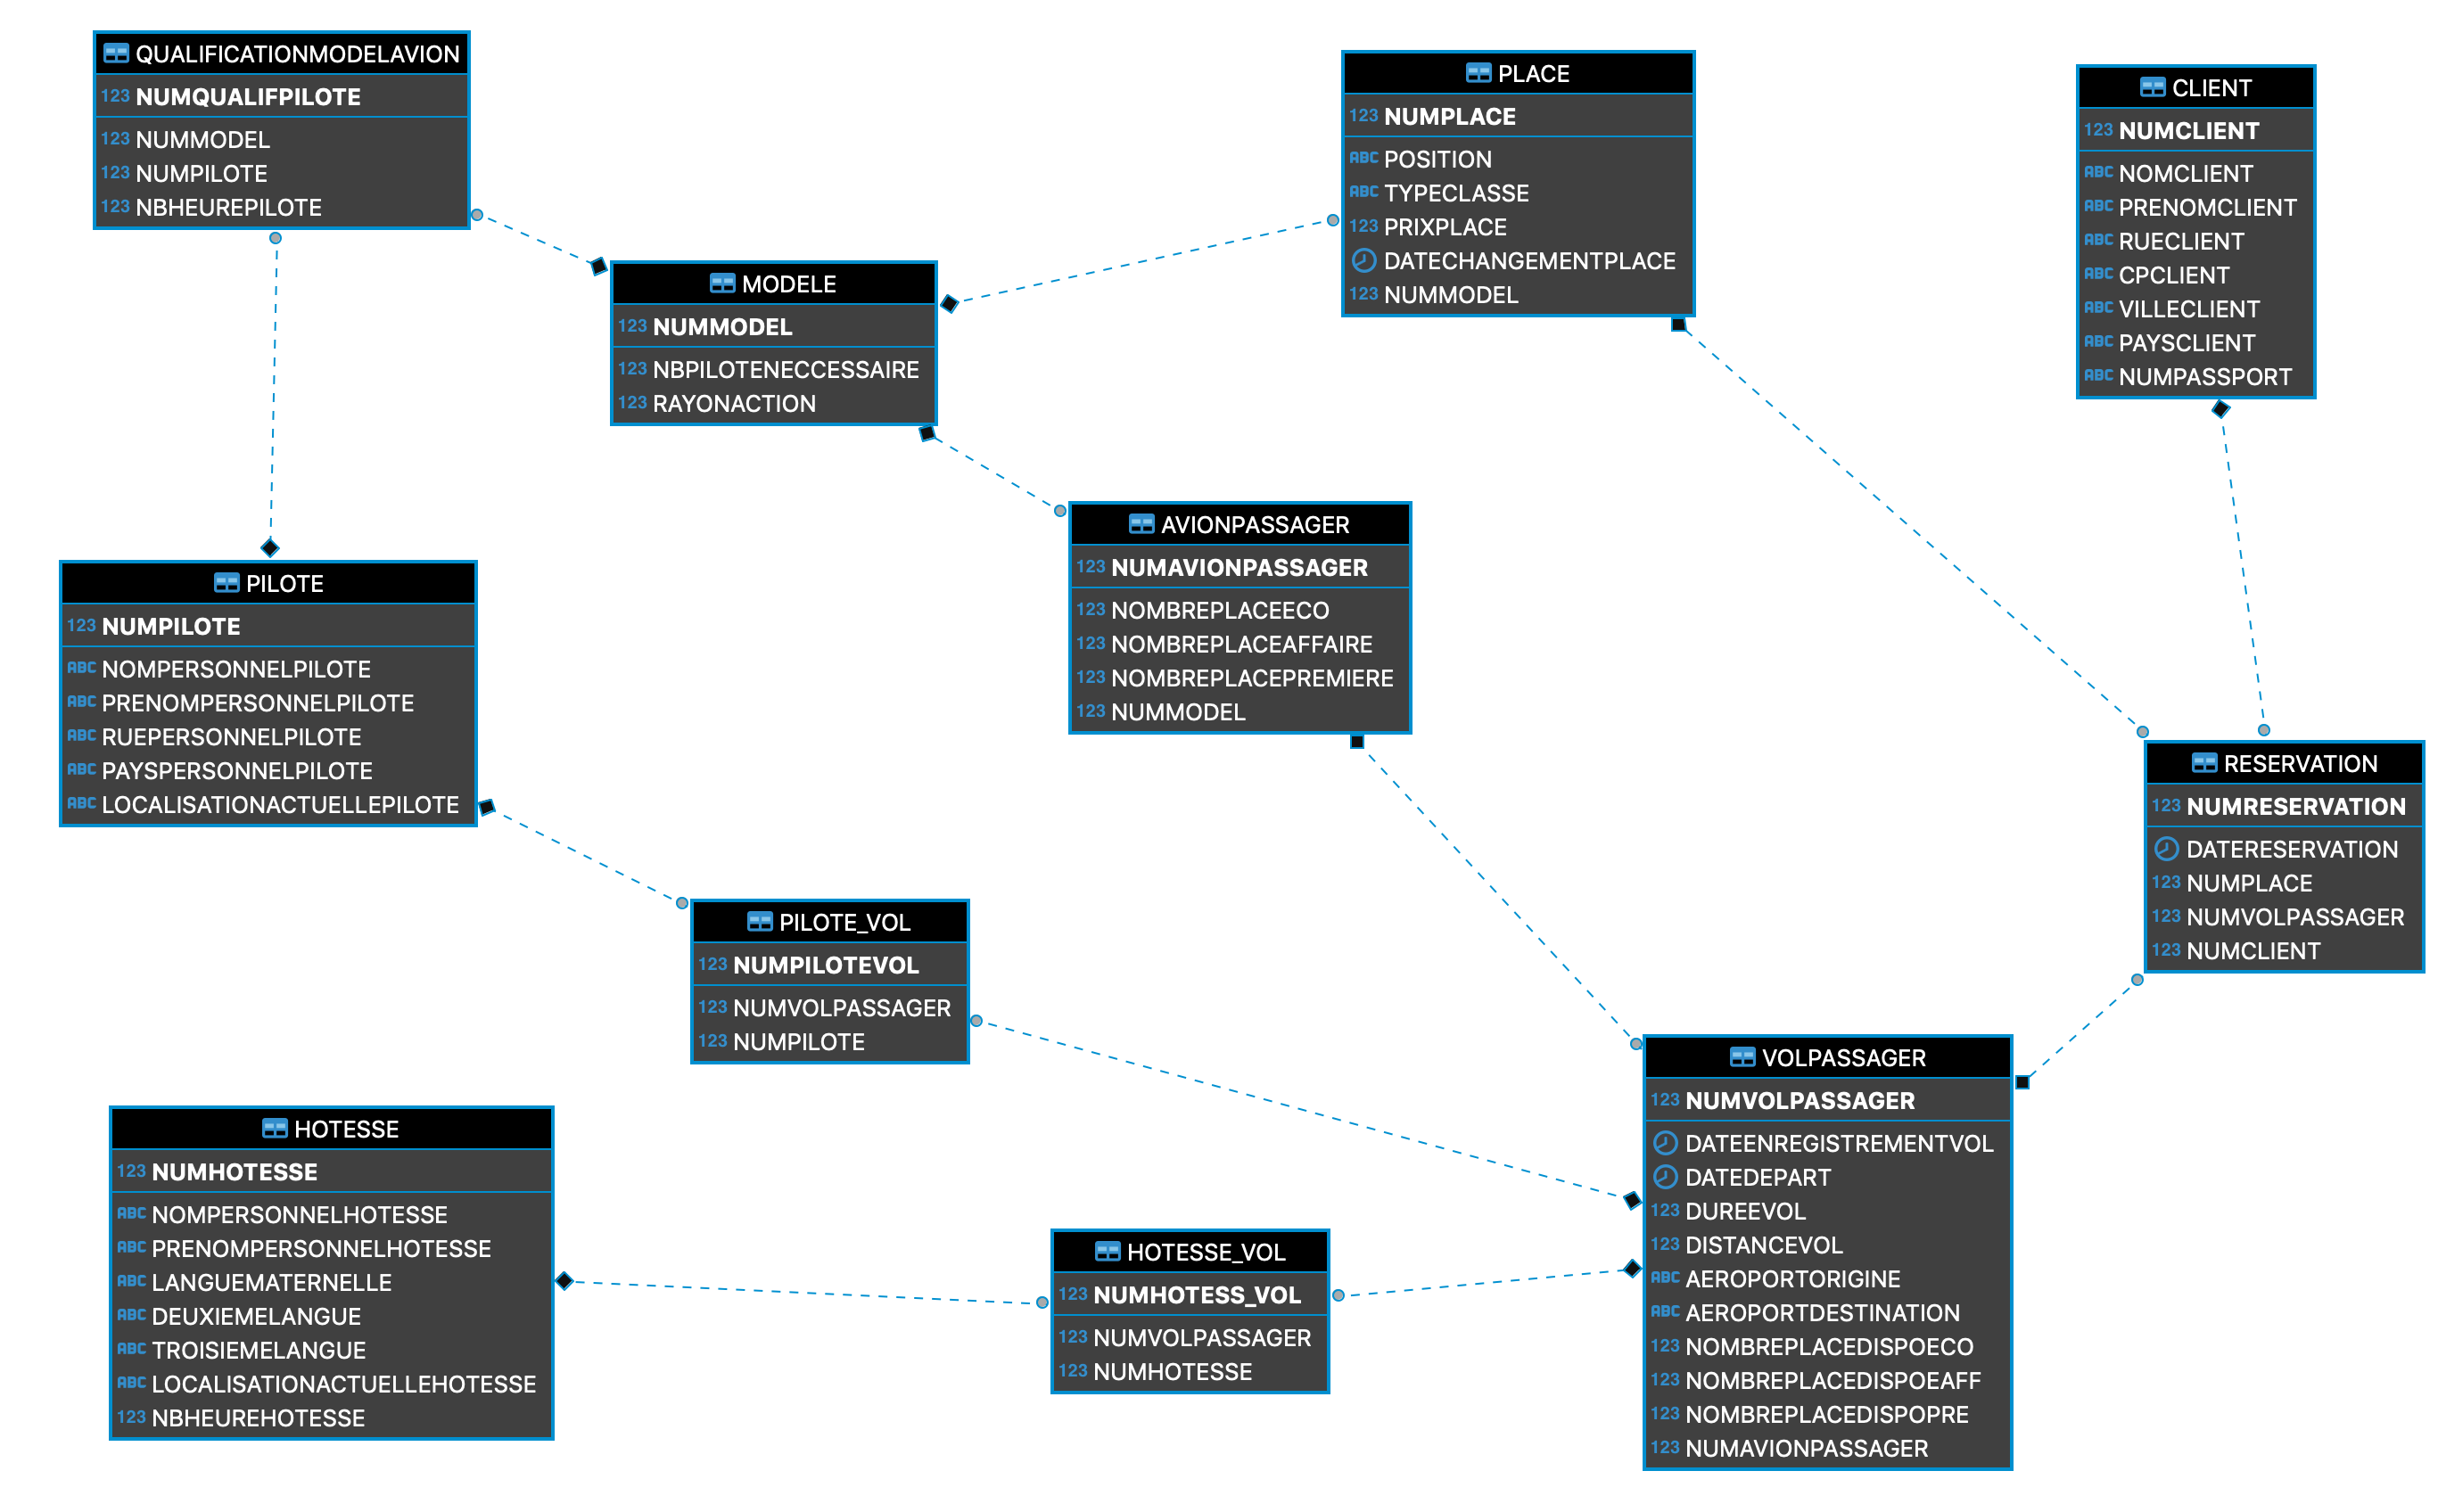 QUALIFICATIONMODELAVION
123 NUMQUALIFPILOTE
123 NUMMODEL
123 NUMPILOTE
123 NBHEUREPILOTE
PLACE
123 NUMPLACE
ABC POSITION
ABC TYPECLASSE
123 PRIXPLACE
DATECHANGEMENTPLACE
123 NUMMODEL
CLIENT
123 NUMCLIENT
ABC NOMCLIENT
ABC PRENOMCLIENT
ABC RUECLIENT
ABC CPCLIENT
ABC VILLECLIENT
ABC PAYSCLIENT
ABC NUMPASSPORT
MODELE
123 NUMMODEL
123 NBPILOTENECCESSAIRE
123 RAYONACTION
AVIONPASSAGER
123 NUMAVIONPASSAGER
123 NOMBREPLACEECO
123 NOMBREPLACEAFFAIRE
123 NOMBREPLACEPREMIERE
123 NUMMODEL
PILOTE
123 NUMPILOTE
ABC NOMPERSONNELPILOTE
ABC PRENOMPERSONNELPILOTE
ABC RUEPERSONNELPILOTE
ABC PAYSPERSONNELPILOTE
ABC LOCALISATIONACTUELLEPILOTE
RESERVATION
123 NUMRESERVATION
DATERESERVATION
123 NUMPLACE
123 NUMVOLPASSAGER
123 NUMCLIENT
PILOTE_VOL
123 NUMPILOTEVOL
123 NUMVOLPASSAGER
123 NUMPILOTE
VOLPASSAGER
123 NUMVOLPASSAGER
DATEENREGISTREMENTVOL
DATEDEPART
123 DUREEVOL
123 DISTANCEVOL
ABC AEROPORTORIGINE
ABC AEROPORTDESTINATION
123 NOMBREPLACEDISPOECO
123 NOMBREPLACEDISPOEAFF
123 NOMBREPLACEDISPOPRE
123 NUMAVIONPASSAGER
HOTESSE
123 NUMHOTESSE
ABC NOMPERSONNELHOTESSE
ABC PRENOMPERSONNELHOTESSE
ABC LANGUEMATERNELLE
ABC DEUXIEMELANGUE
ABC TROISIEMELANGUE
ABC LOCALISATIONACTUELLEHOTESSE
123 NBHEUREHOTESSE
HOTESSE_VOL
123 NUMHOTESS_VOL
123 NUMVOLPASSAGER
123 NUMHOTESSE